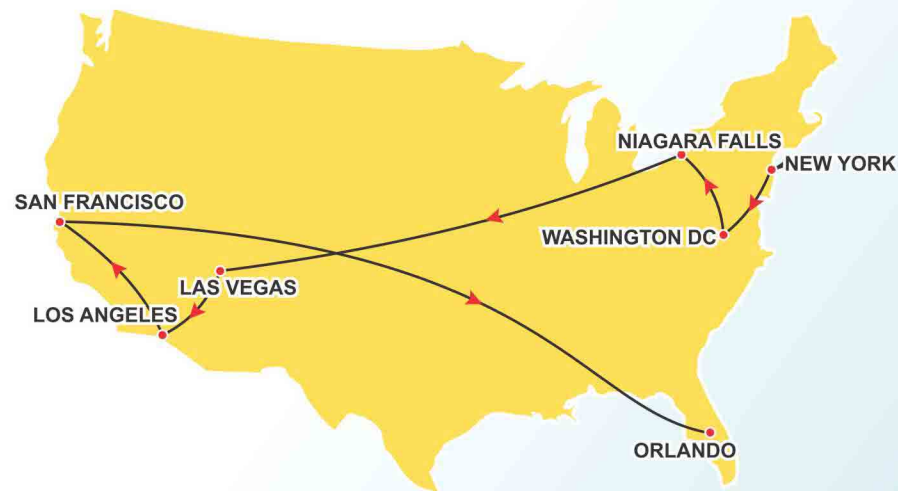 NIAGARA FALLS
NEW YORK
SAN FRANCISCO
WASHINGTON DC
LAS VEGAS
LOS ANGELES
ORLANDO